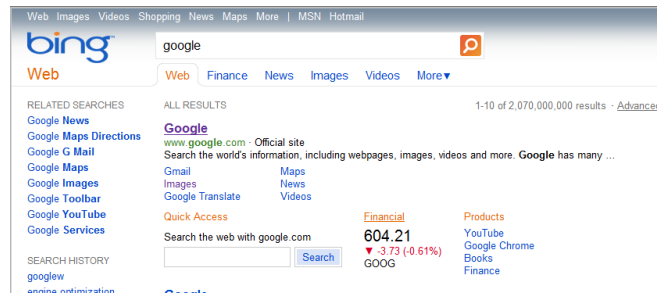 Web Images Videos Shopping News Maps More | MSN Hotmail
bing
google
Web
Web Finance News Images Videos More▼
RELATED SEARCHES
Google News
Google Maps Directions
Google G Mail
Google Maps
Google Images
Google Toolbar
Google YouTube
Google Services
SEARCH HISTORY
googlew
engine optimization
ALL RESULTS
1-10 of 2,070,000,000 results · Advanced
Google
www.google.com · Official site
Search the world's information, including webpages, images, videos and more. Google has many ...
Gmail Maps
Images News
Google Translate Videos
Quick Access
Search the web with google.com
Search
Financial
604.21
▼ -3.73 (-0.61%)
GOOG
Products
YouTube
Google Chrome
Books
Finance
Google